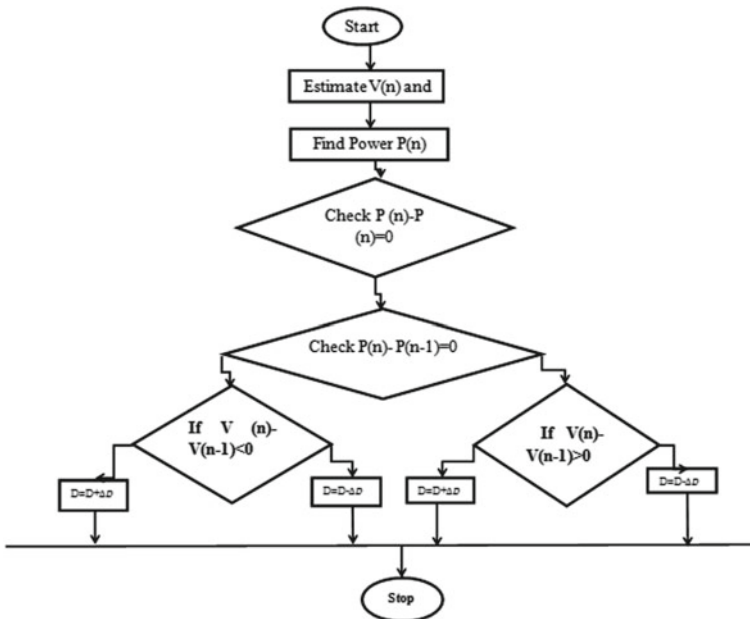 Start
Estimate V(n) and
Find Power P(n)
Check P (n)-P
(n)=0
Check P(n)- P(n-1)=0
If V (n)-
V(n-1)<0
If V(n)-
V(n-1)>0
D=D+ΔD
D=D-ΔD
D=D+ΔD
D=D-ΔD
Stop